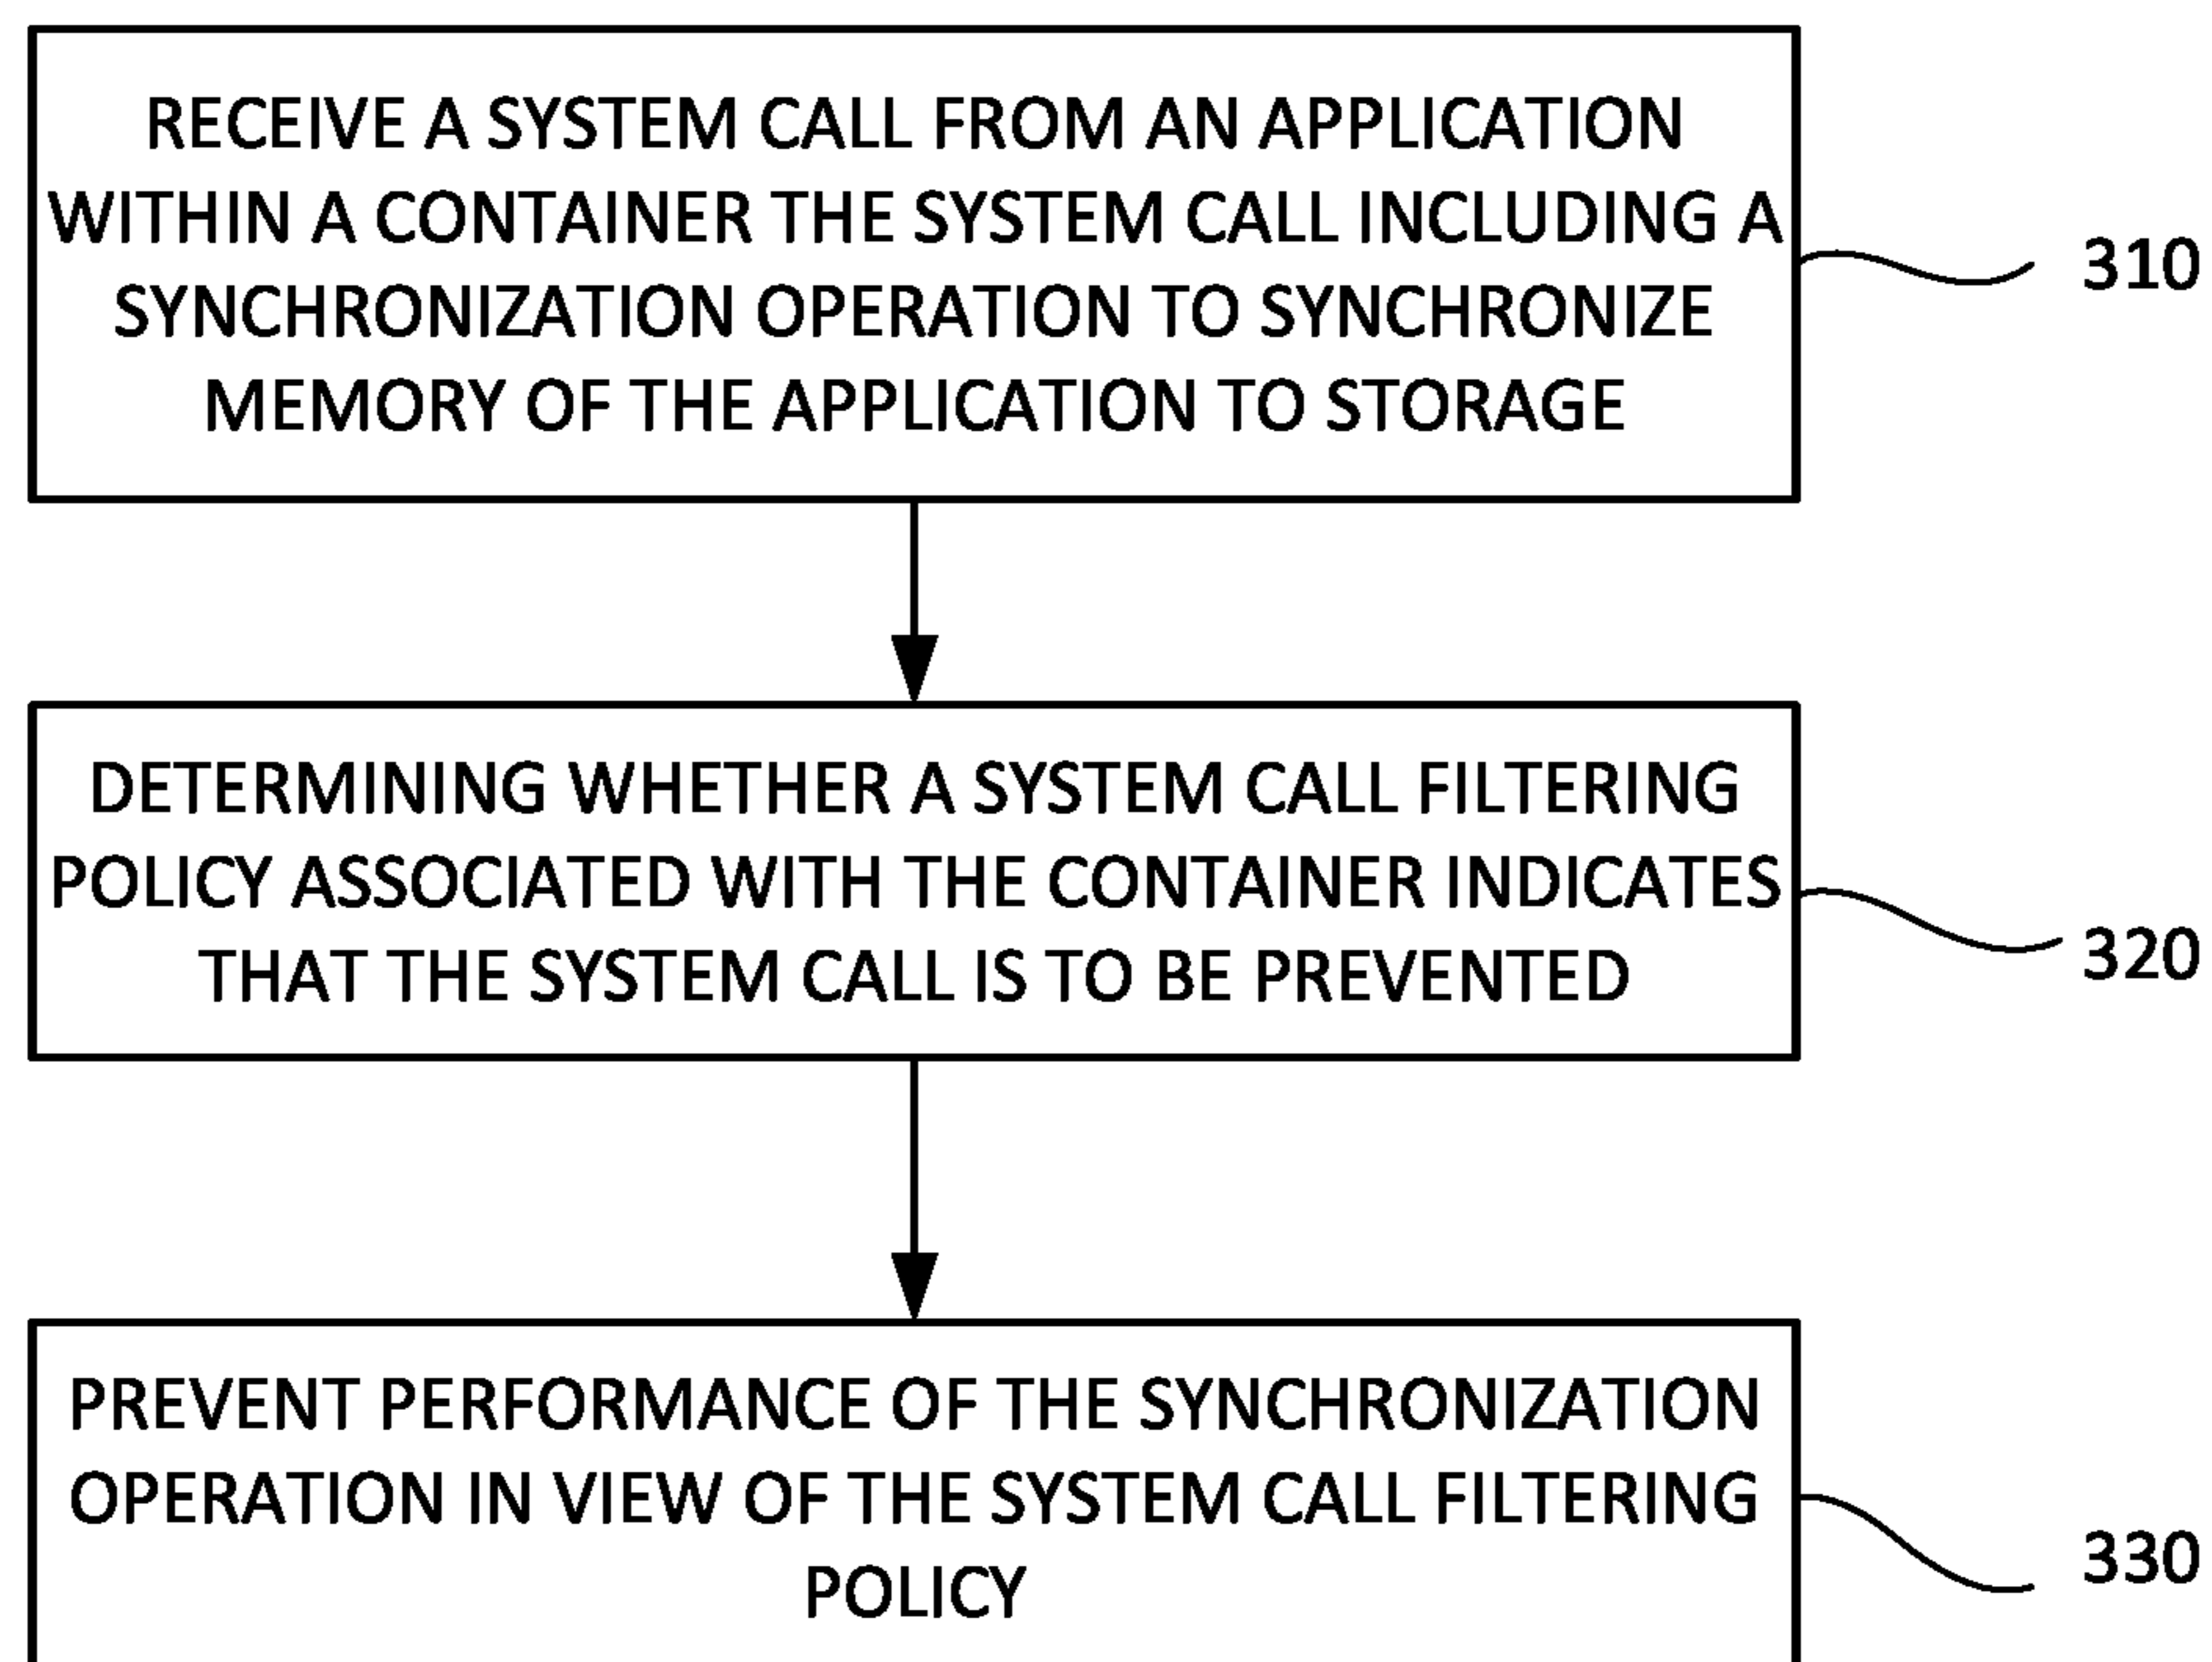 RECEIVE A SYSTEM CALL FROM AN APPLICATION
WITHIN A CONTAINER THE SYSTEM CALL INCLUDING A
SYNCHRONIZATION OPERATION TO SYNCHRONIZE
MEMORY OF THE APPLICATION TO STORAGE
310
DETERMINING WHETHER A SYSTEM CALL FILTERING
POLICY ASSOCIATED WITH THE CONTAINER INDICATES
THAT THE SYSTEM CALL IS TO BE PREVENTED
320
PREVENT PERFORMANCE OF THE SYNCHRONIZATION
OPERATION IN VIEW OF THE SYSTEM CALL FILTERING
POLICY
330